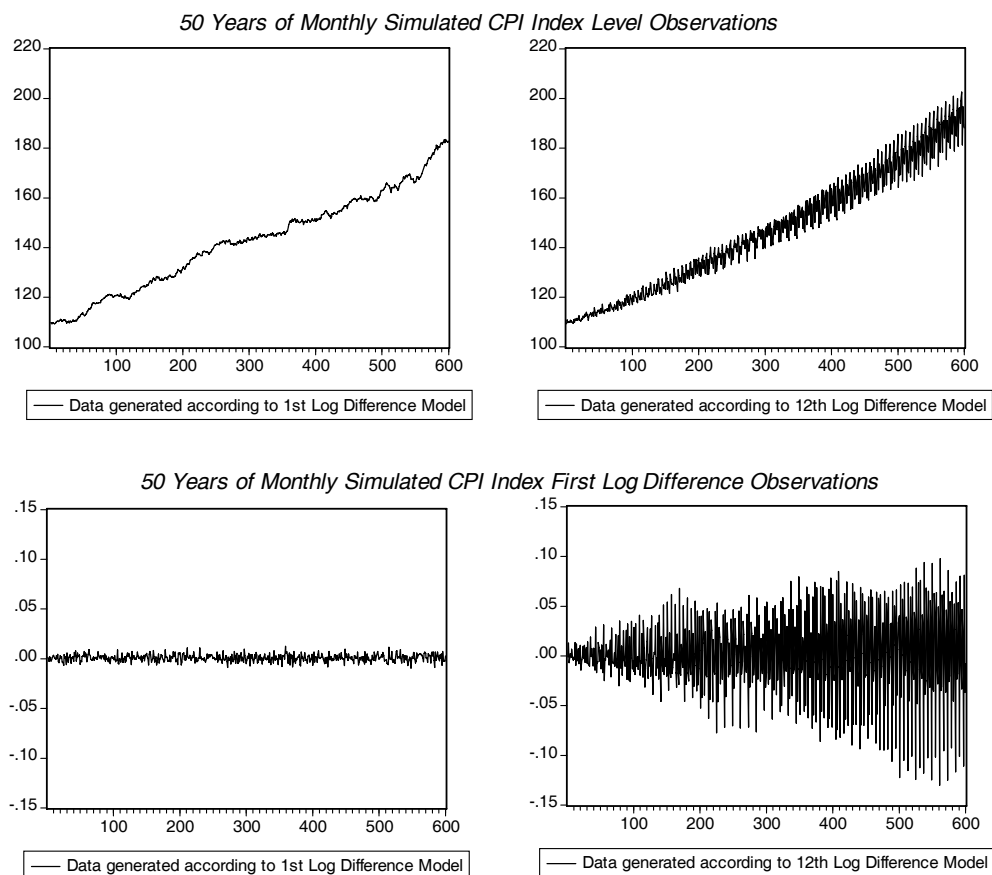 50 Years of Monthly Simulated CPI Index Level Observations
220
200
180
160
140
120
100
100 200 300 400 500 600
Data generated according to 1st Log Difference Model
220
200
180
160
140
120
100
100 200 300 400 500 600
Data generated according to 12th Log Difference Model
50 Years of Monthly Simulated CPI Index First Log Difference Observations
.15
.10
.05
.00
-.05
-.10
-.15
100 200 300 400 500 600
Data generated according to 1st Log Difference Model
.15
.10
.05
.00
-.05
-.10
-.15
100 200 300 400 500 600
Data generated according to 12th Log Difference Model